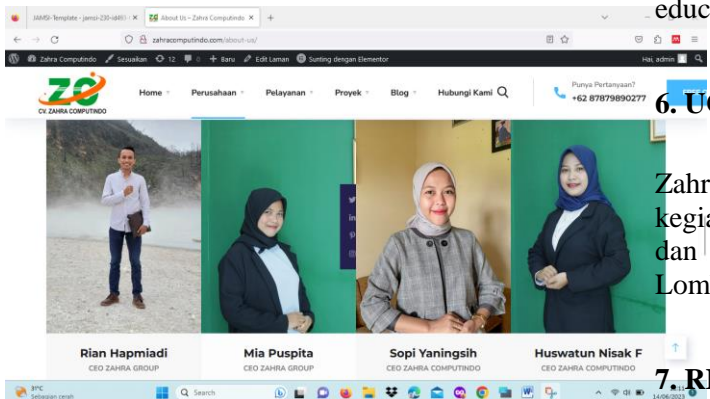 JAMSI-Template - jamsi-230-id(6)
About Us - Zahra Computindo
educ
zahracomputindo.com/about-us/
Zahra Computindo Sesuaikan 12 0 + Baru Edit Laman Sunting dengan Elementor Hai, admin
ZC
CV. ZAHRA COMPUTINDO
Home Perusahaan Pelayanan Proyek Blog Hubungi Kami
Punya Pertanyaan?
+62 87879890277
6. U
Zahr
kegia
dan
Lom
Rian Hapmiadi
CEO ZAHRA GROUP
Mia Puspita
CEO ZAHRA GROUP
Sopi Yaningsih
CEO ZAHRA COMPUTINDO
Huswatun Nisak F
CEO ZAHRA COMPUTINDO
7. R
31°C
Sebagian cerah
Search
14/06/2023